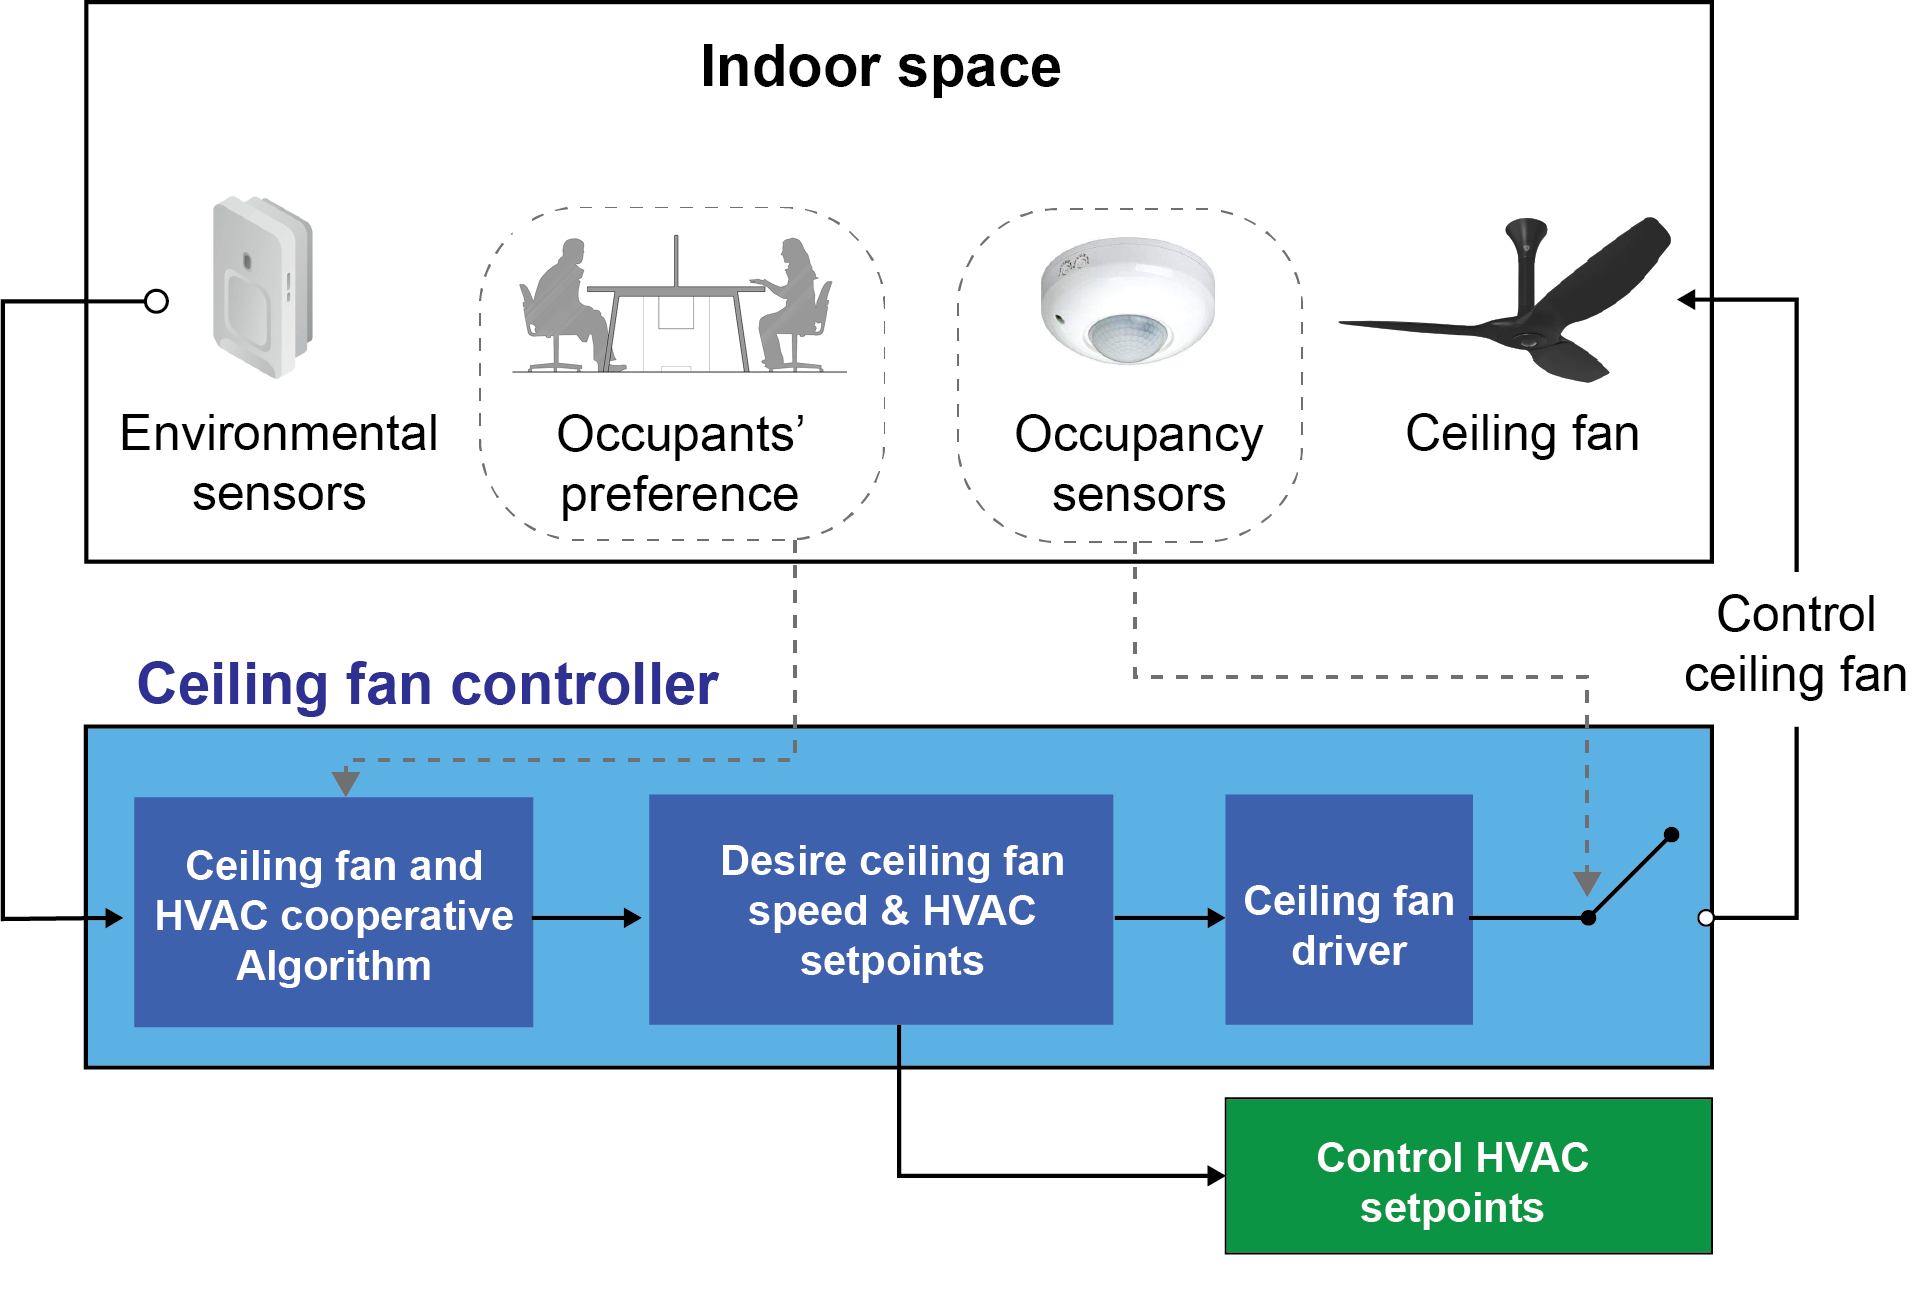 Indoor space
Environmental
sensors
Occupants’
preference
Occupancy
sensors
Ceiling fan
Control
ceiling fan
Ceiling fan controller
Ceiling fan and
HVAC cooperative
Algorithm
Desire ceiling fan
speed & HVAC
setpoints
Ceiling fan
driver
Control HVAC
setpoints